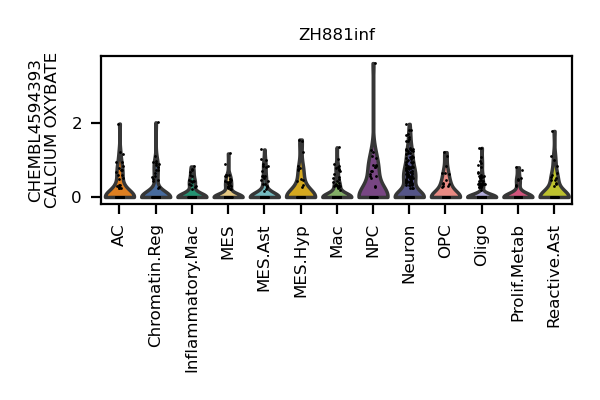 ZH881inf
CHEMBL4594393
CALCIUM OXYBATE
2
0
AC
Chromatin.Reg
Inflammatory.Mac
MES
MES.Ast
MES.Hyp
Mac
NPC
Neuron
OPC
Oligo
Prolif.Metab
Reactive.Ast